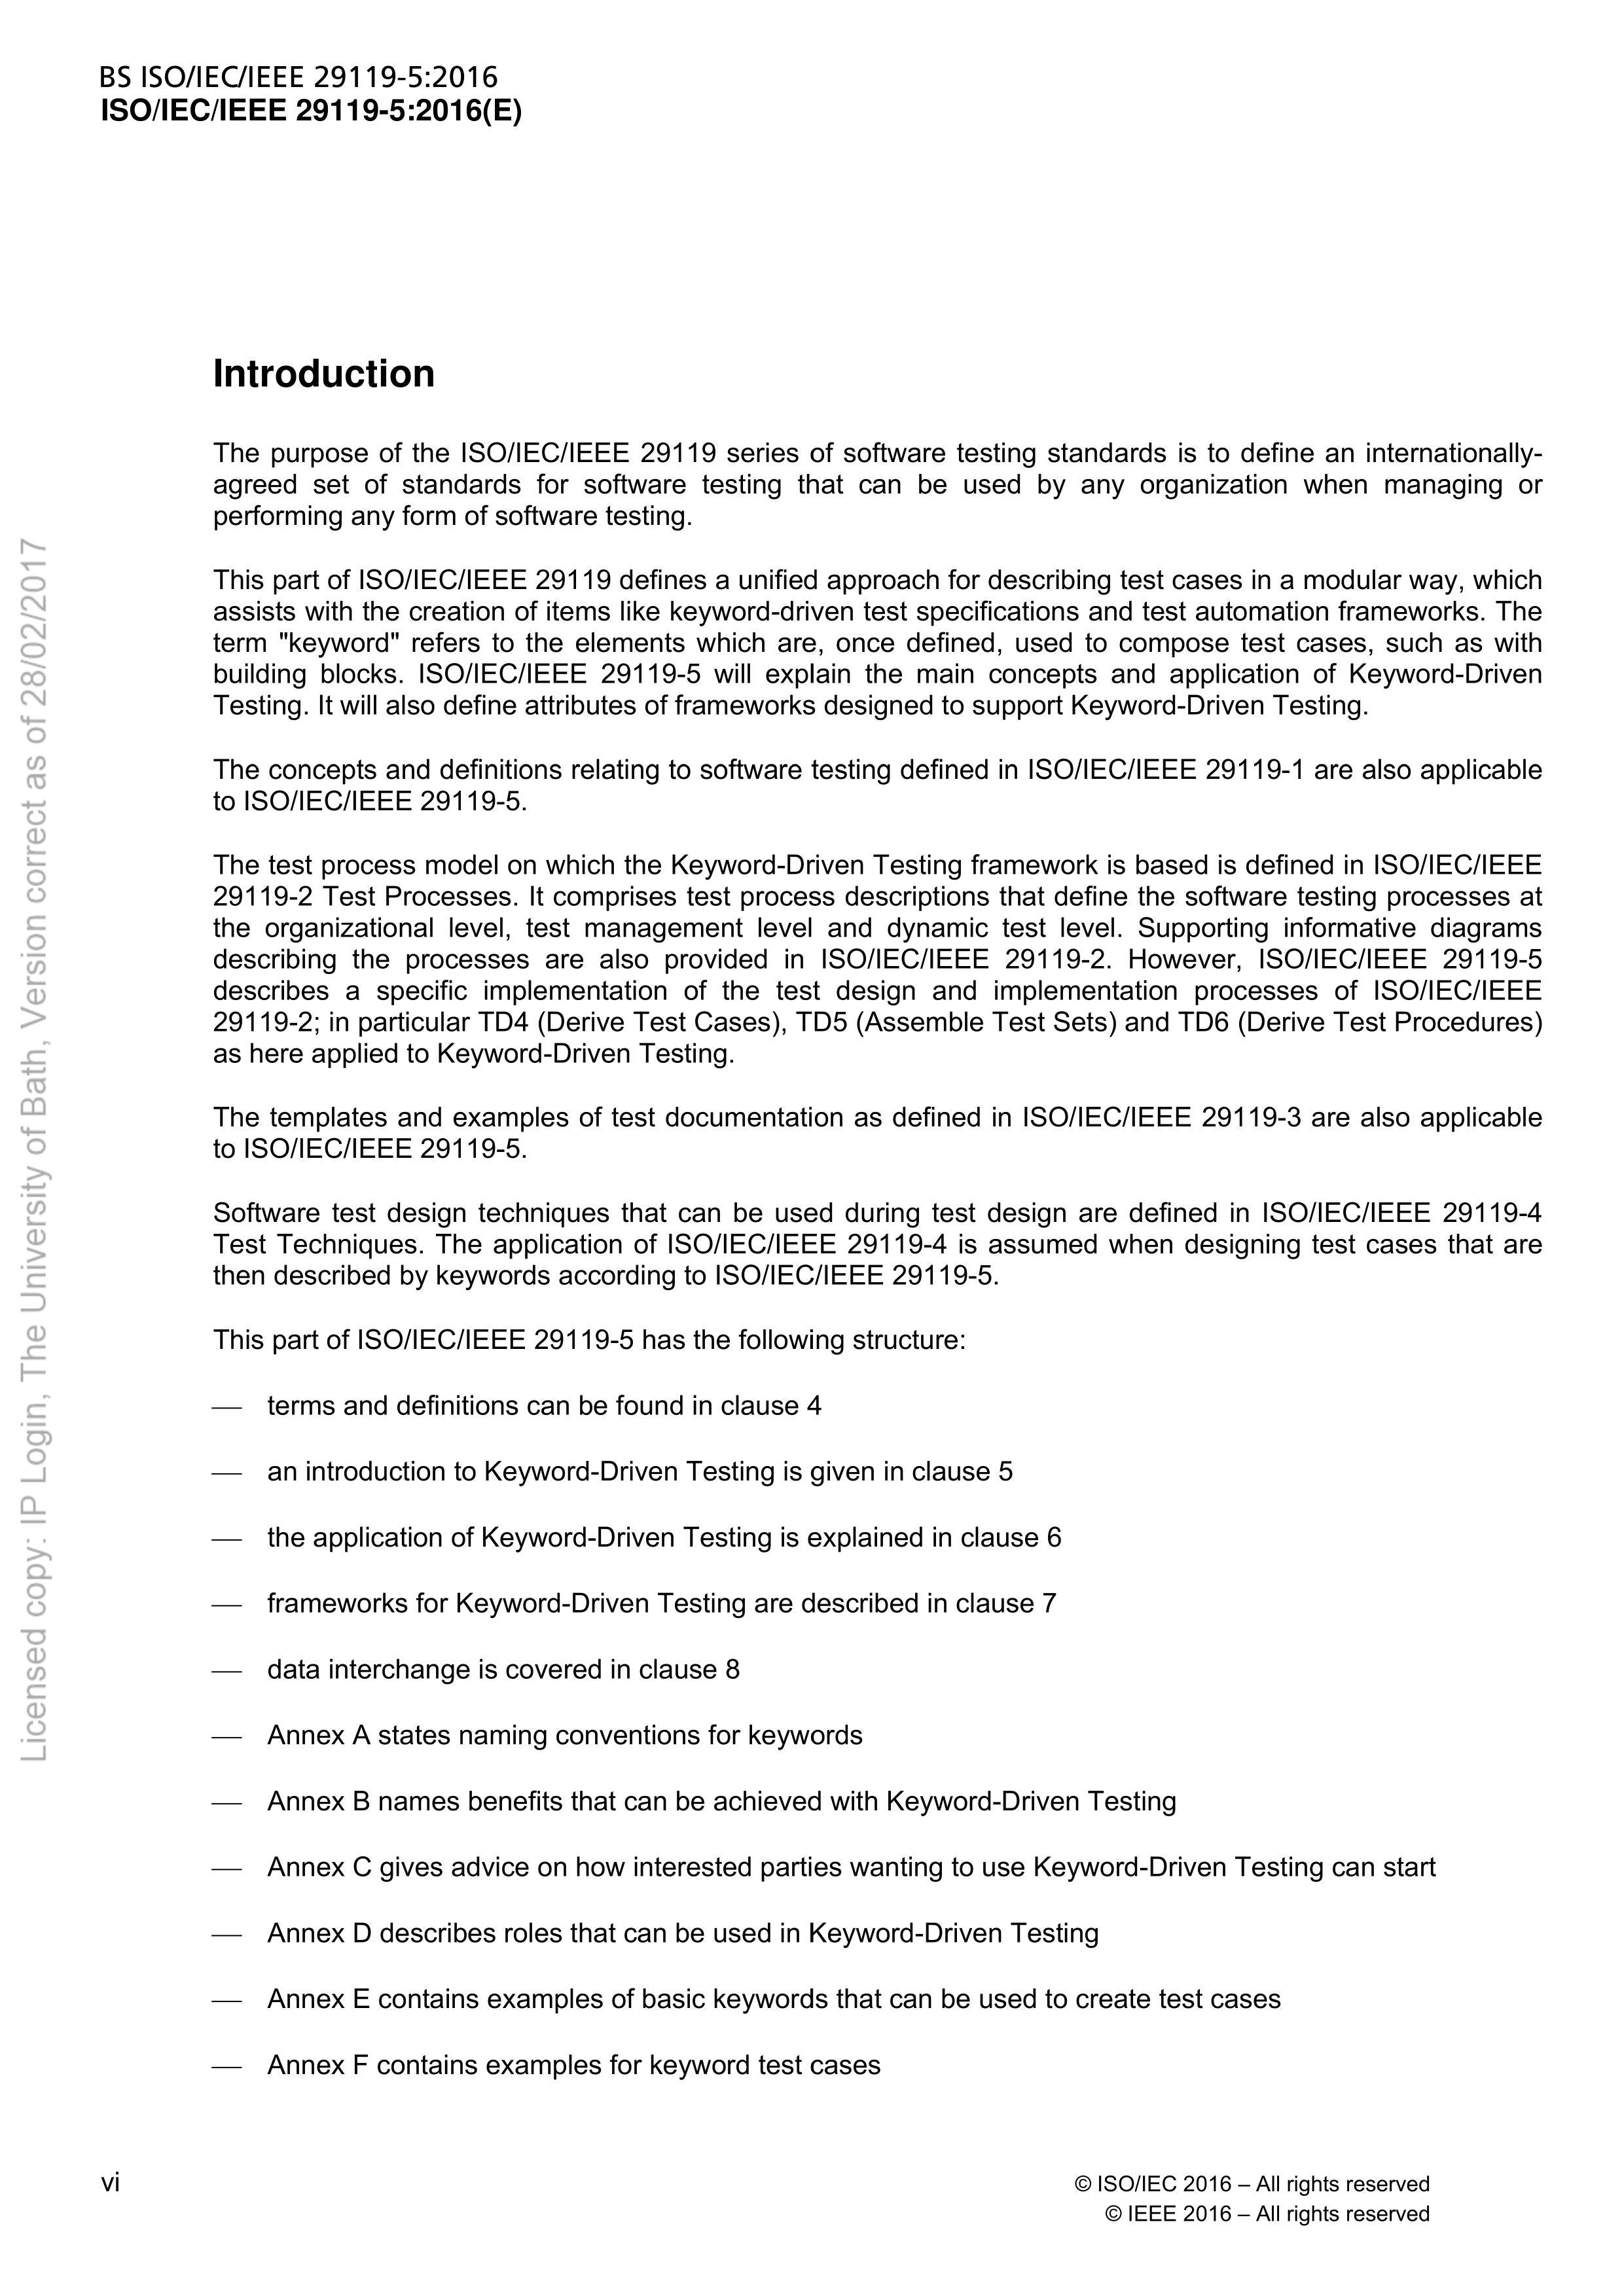 BS ISO/IEC/IEEE 29119-5:2016
ISO/IEC/IEEE 29119-5:2016(E)
Introduction
The purpose of the ISO/IEC/IEEE 29119 series of software testing standards is to define an internationally-
agreed set of standards for software testing that can be used by any organization when managing or
performing any form of software testing.
This part of ISO/IEC/IEEE 29119 defines a unified approach for describing test cases in a modular way, which
assists with the creation of items like keyword-driven test specifications and test automation frameworks. The
term "keyword" refers to the elements which are, once defined, used to compose test cases, such as with
building blocks. ISO/IEC/IEEE 29119-5 will explain the main concepts and application of Keyword-Driven
Testing. It will also define attributes of frameworks designed to support Keyword-Driven Testing.
The concepts and definitions relating to software testing defined in ISO/IEC/IEEE 29119-1 are also applicable
to ISO/IEC/IEEE 29119-5.
The test process model on which the Keyword-Driven Testing framework is based is defined in ISO/IEC/IEEE
29119-2 Test Processes. It comprises test process descriptions that define the software testing processes at
the organizational level, test management level and dynamic test level. Supporting informative diagrams
describing the processes are also provided in ISO/IEC/IEEE 29119-2. However, ISO/IEC/IEEE 29119-5
describes a specific implementation of the test design and implementation processes of ISO/IEC/IEEE
29119-2; in particular TD4 (Derive Test Cases), TD5 (Assemble Test Sets) and TD6 (Derive Test Procedures)
as here applied to Keyword-Driven Testing.
The templates and examples of test documentation as defined in ISO/IEC/IEEE 29119-3 are also applicable
to ISO/IEC/IEEE 29119-5.
Software test design techniques that can be used during test design are defined in ISO/IEC/IEEE 29119-4
Test Techniques. The application of ISO/IEC/IEEE 29119-4 is assumed when designing test cases that are
then described by keywords according to ISO/IEC/IEEE 29119-5.
This part of ISO/IEC/IEEE 29119-5 has the following structure:
— terms and definitions can be found in clause 4
— an introduction to Keyword-Driven Testing is given in clause 5
— the application of Keyword-Driven Testing is explained in clause 6
— frameworks for Keyword-Driven Testing are described in clause 7
— data interchange is covered in clause 8
— Annex A states naming conventions for keywords
— Annex B names benefits that can be achieved with Keyword-Driven Testing
— Annex C gives advice on how interested parties wanting to use Keyword-Driven Testing can start
— Annex D describes roles that can be used in Keyword-Driven Testing
— Annex E contains examples of basic keywords that can be used to create test cases
— Annex F contains examples for keyword test cases
vi
© ISO/IEC 2016 – All rights reserved
© IEEE 2016 – All rights reserved
Licensed copy: IP Login, The University of Bath, Version correct as of 28/02/2017